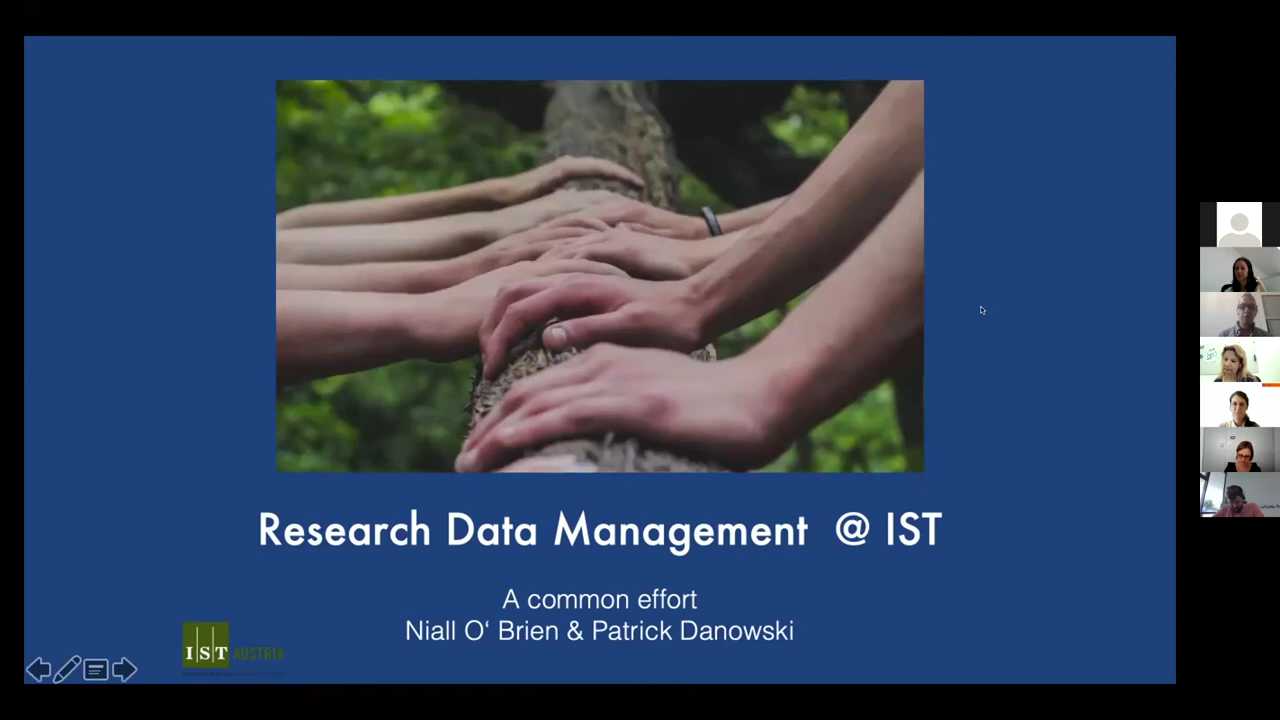 Research Data Management @ IST
A common effort
Niall O‘ Brien & Patrick Danowski
IST AUSTRIA